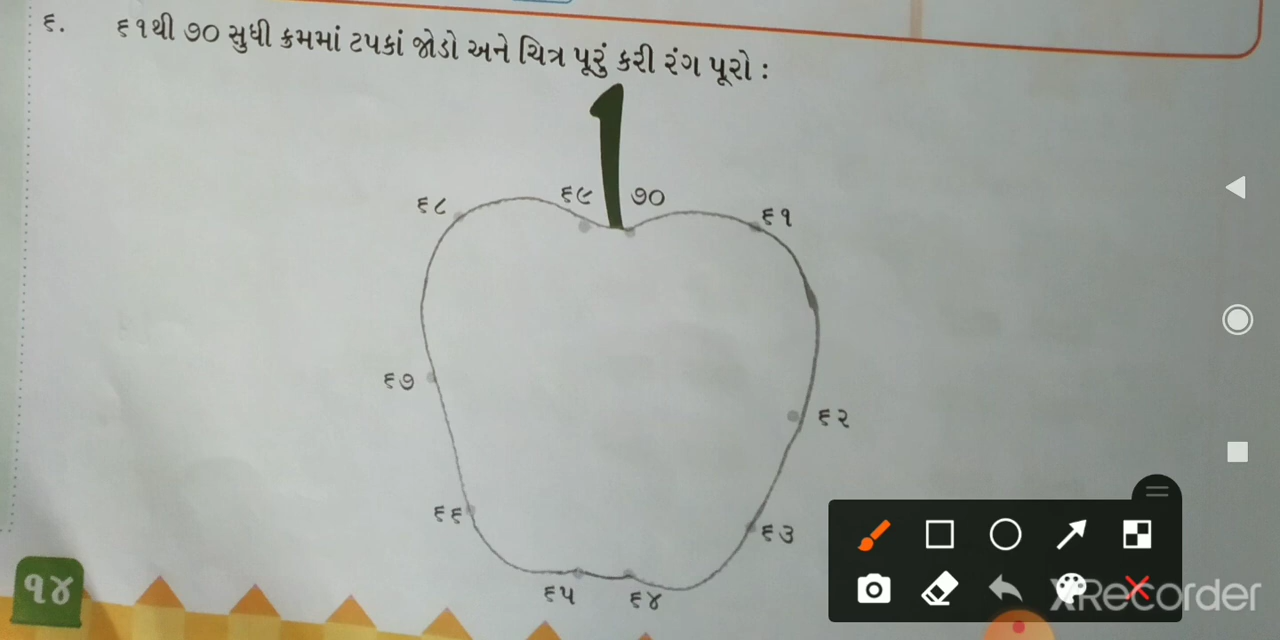 ૬. ૬૧થી ૭૦ સુધી ક્રમમાં ટપકાં જોડો અને ચિત્ર પૂરું કરી રંગ પૂરો :
૬૮ ૬૯ ૭૦ ૬૧
૬૭ ૬૨
૬૬ ૬૩
૬૫ ૬૪
૧૪
XRecorder